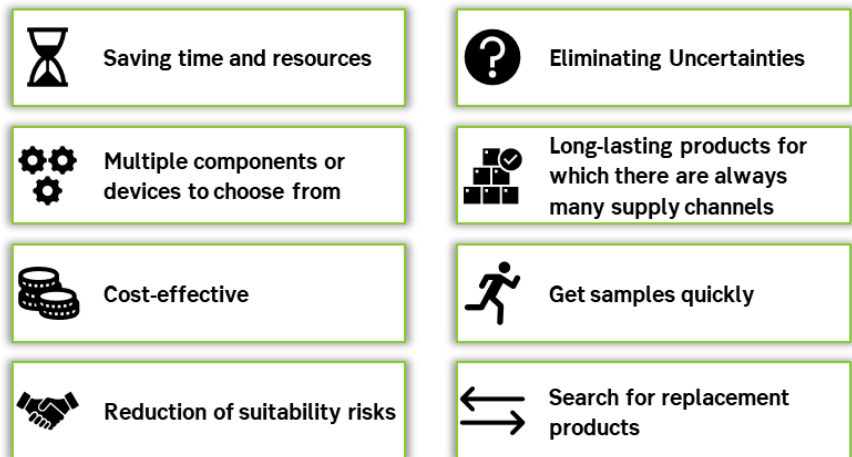 Saving time and resources
Eliminating Uncertainties
Multiple components or
devices to choose from
Long-lasting products for
which there are always
many supply channels
Cost-effective
Get samples quickly
Reduction of suitability risks
Search for replacement
products